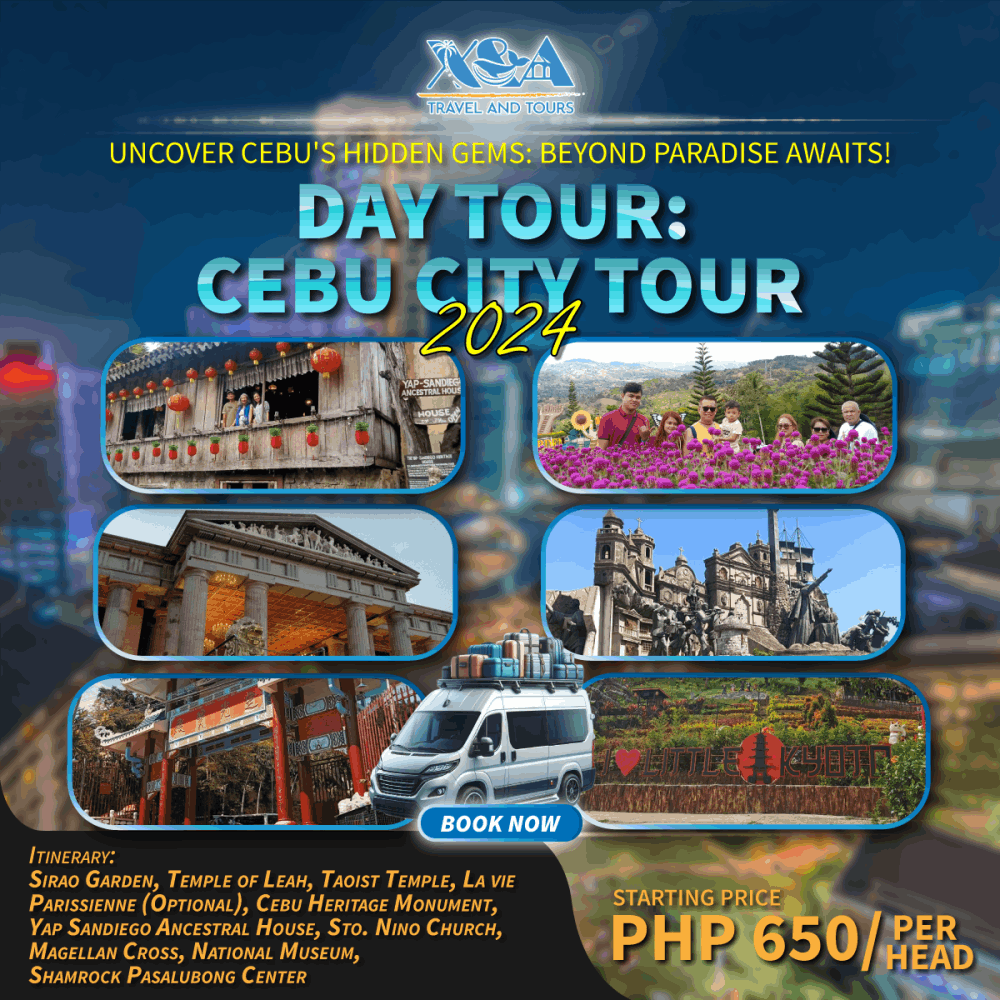 X&A
TRAVEL AND TOURS
UNCOVER CEBU'S HIDDEN GEMS: BEYOND PARADISE AWAITS!
DAY TOUR:
CEBU CITY TOUR
2024
YAP-SANDIEG
ANCESTRAL HOUS
HOUSE
I ♥ LITTLE KYOTO
BOOK NOW
ITINERARY:
SIRAO GARDEN, TEMPLE OF LEAH, TAOIST TEMPLE, LA VIE
PARISSIENNE (OPTIONAL), CEBU HERITAGE MONUMENT,
YAP SANDIEGO ANCESTRAL HOUSE, STO. NINO CHURCH,
MAGELLAN CROSS, NATIONAL MUSEUM,
SHAMROCK PASALUBONG CENTER
STARTING PRICE
PHP 650/PER
HEAD